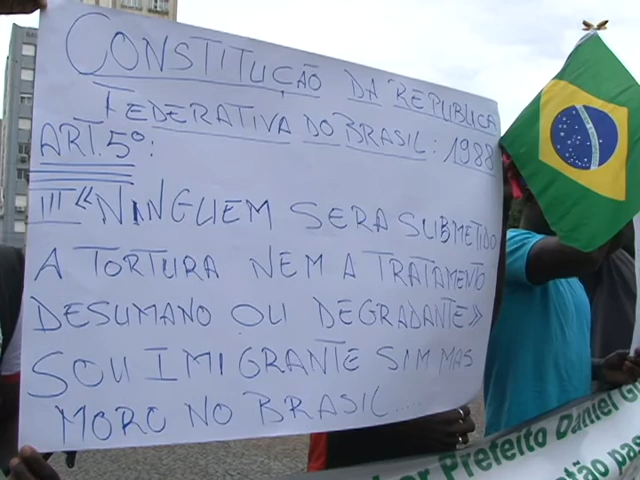 CONSTITUÇÃO DA REPUBLICA
FEDERATIVA DO BRASIL: 1988
ART. 5º:
III «NINGUEM SERA SUBMETIDO
A TORTURA NEM A TRATAMENTO
DESUMANO OU DEGRADANTE»
SOU IMIGRANTE SIM MAS
MORO NO BRASIL....
Prefeito Daniel